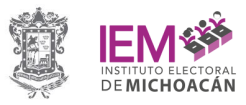 IEM
INSTITUTO ELECTORAL
DE MICHOACÁN